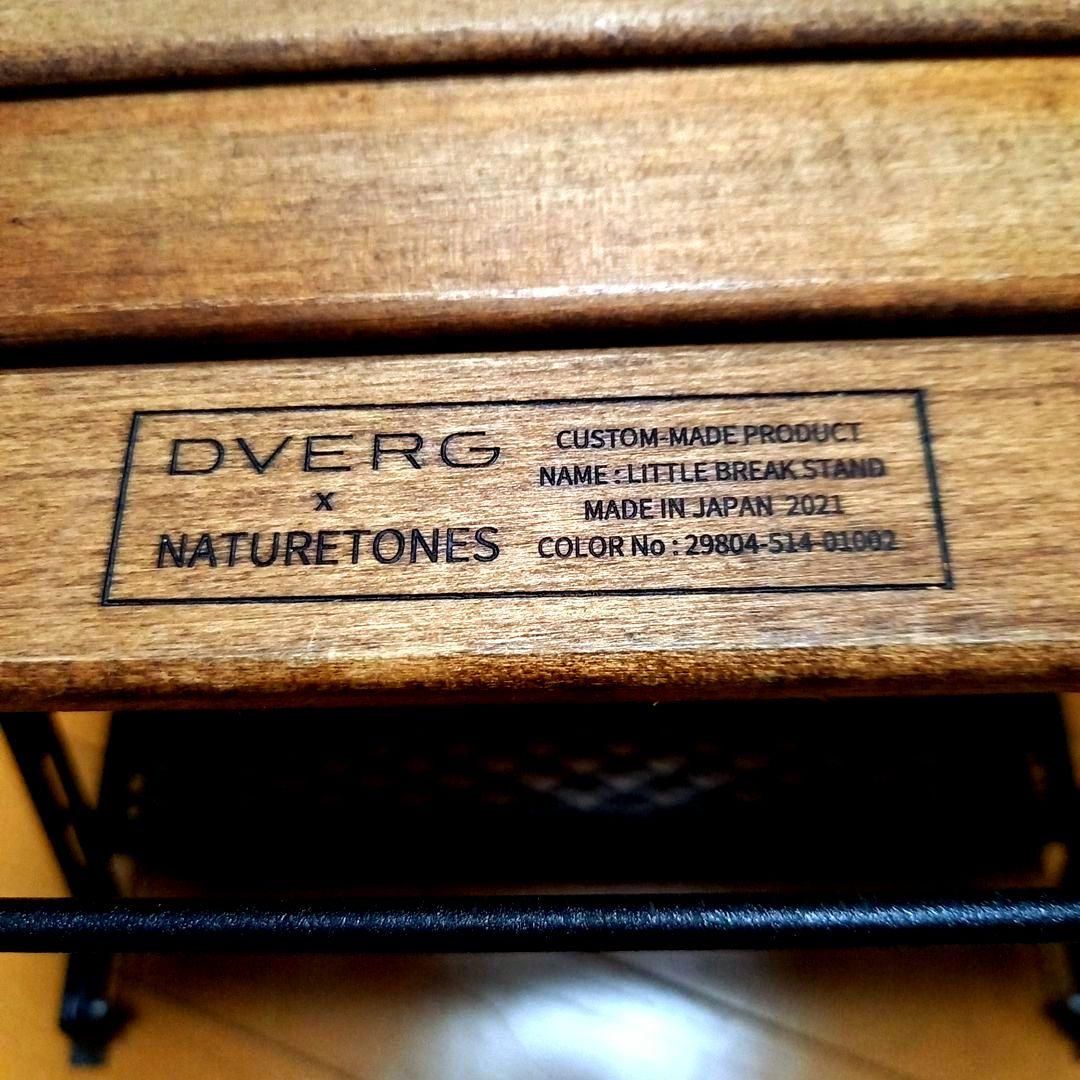 DVERG
x
NATURETONES
CUSTOM-MADE PRODUCT
NAME : LITTLE BREAK STAND
MADE IN JAPAN 2021
COLOR No : 29804-514-01002